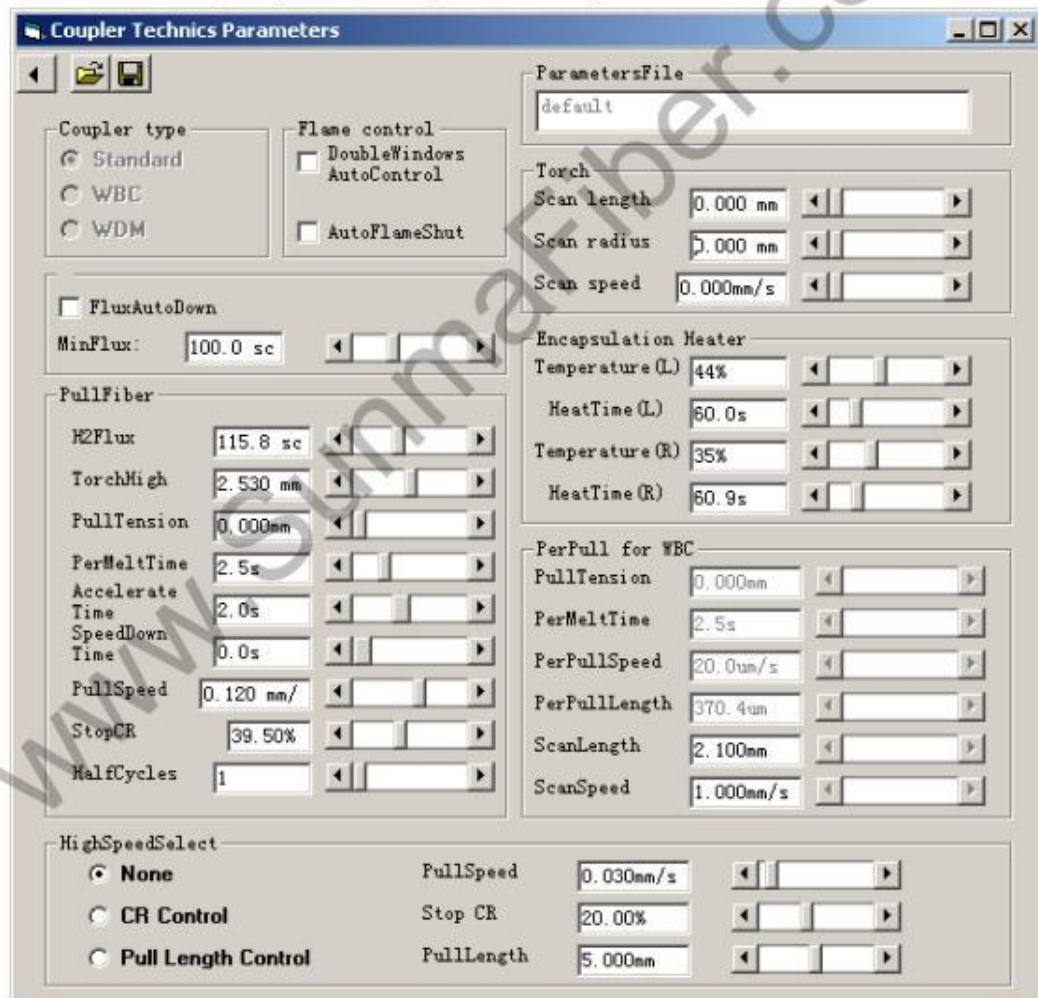 Coupler Technics Parameters
ParametersFile
default
Coupler type
Standard
WBC
WDM
Flame control
DoubleWindows
AutoControl
AutoFlameShut
Torch
Scan length 0.000 mm
Scan radius 0.000 mm
Scan speed 0.000mm/s
FluxAutoDown
MinFlux: 100.0 sc
Encapsulation Heater
Temperature(L) 44%
HeatTime(L) 60.0s
Temperature(R) 35%
HeatTime(R) 60.9s
PullFiber
H2Flux 115.8 sc
TorchHigh 2.530 mm
PullTension 0.000mm
PerMeltTime 2.5s
Accelerate
Time 2.0s
SpeedDown
Time 0.0s
PullSpeed 0.120 mm/
StopCR 39.50%
HalfCycles 1
PerPull for WBC
PullTension 0.000mm
PerMeltTime 2.5s
PerPullSpeed 20.0um/s
PerPullLength 370.4um
ScanLength 2.100mm
ScanSpeed 1.000mm/s
HighSpeedSelect
None
CR Control
Pull Length Control
PullSpeed 0.030mm/s
Stop CR 20.00%
PullLength 5.000mm
www.SunmaFiber.co